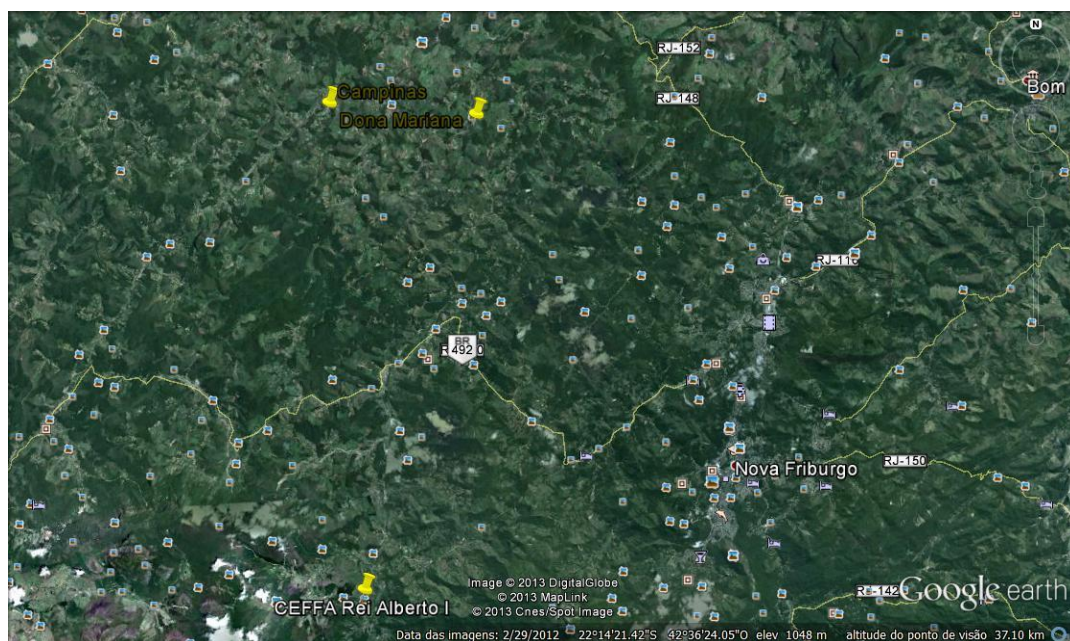 RJ-152
RJ-148
Bom
Campinas
Dona Mariana
BR
492
Nova Friburgo
RJ-150
CEFFA Rei Alberto I
RJ-142
Image © 2013 DigitalGlobe
© 2013 MapLink
© 2013 Cnes/Spot Image
Google earth
Data das imagens: 2/29/2012 22°14'21.42"S 42°36'24.05"O elev 1048 m altitude do ponto de visão 37.10 km